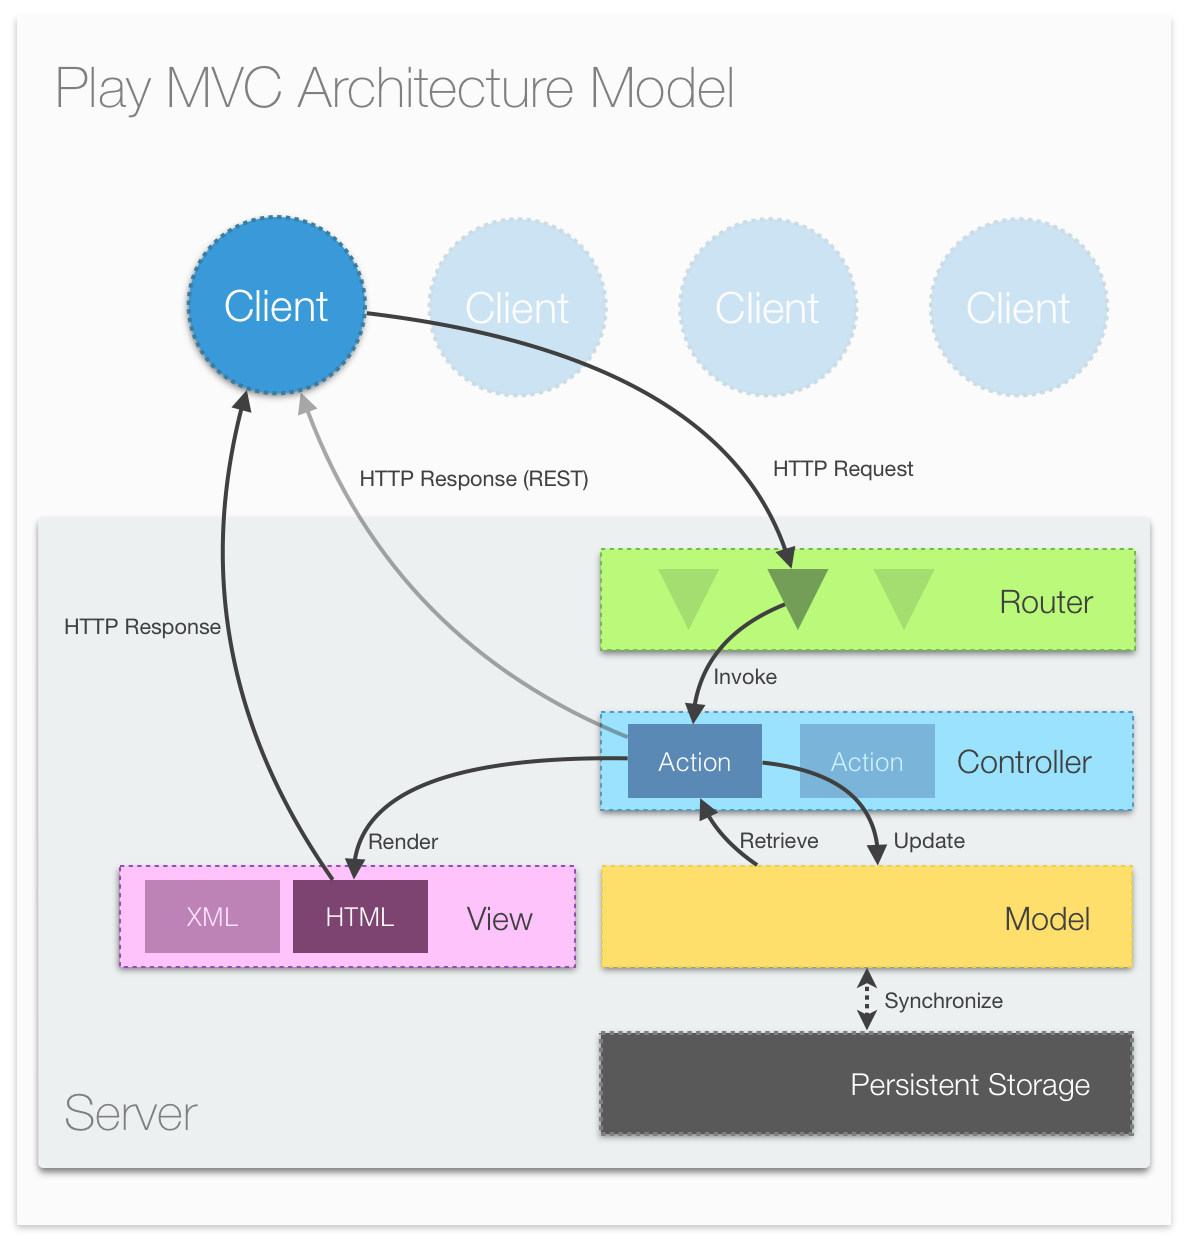 Play MVC Architecture Model
Client
Client
Client
Client
HTTP Request
HTTP Response (REST)
Router
HTTP Response
Invoke
Action
Action
Controller
Render
Retrieve
Update
XML
HTML
View
Model
Synchronize
Persistent Storage
Server